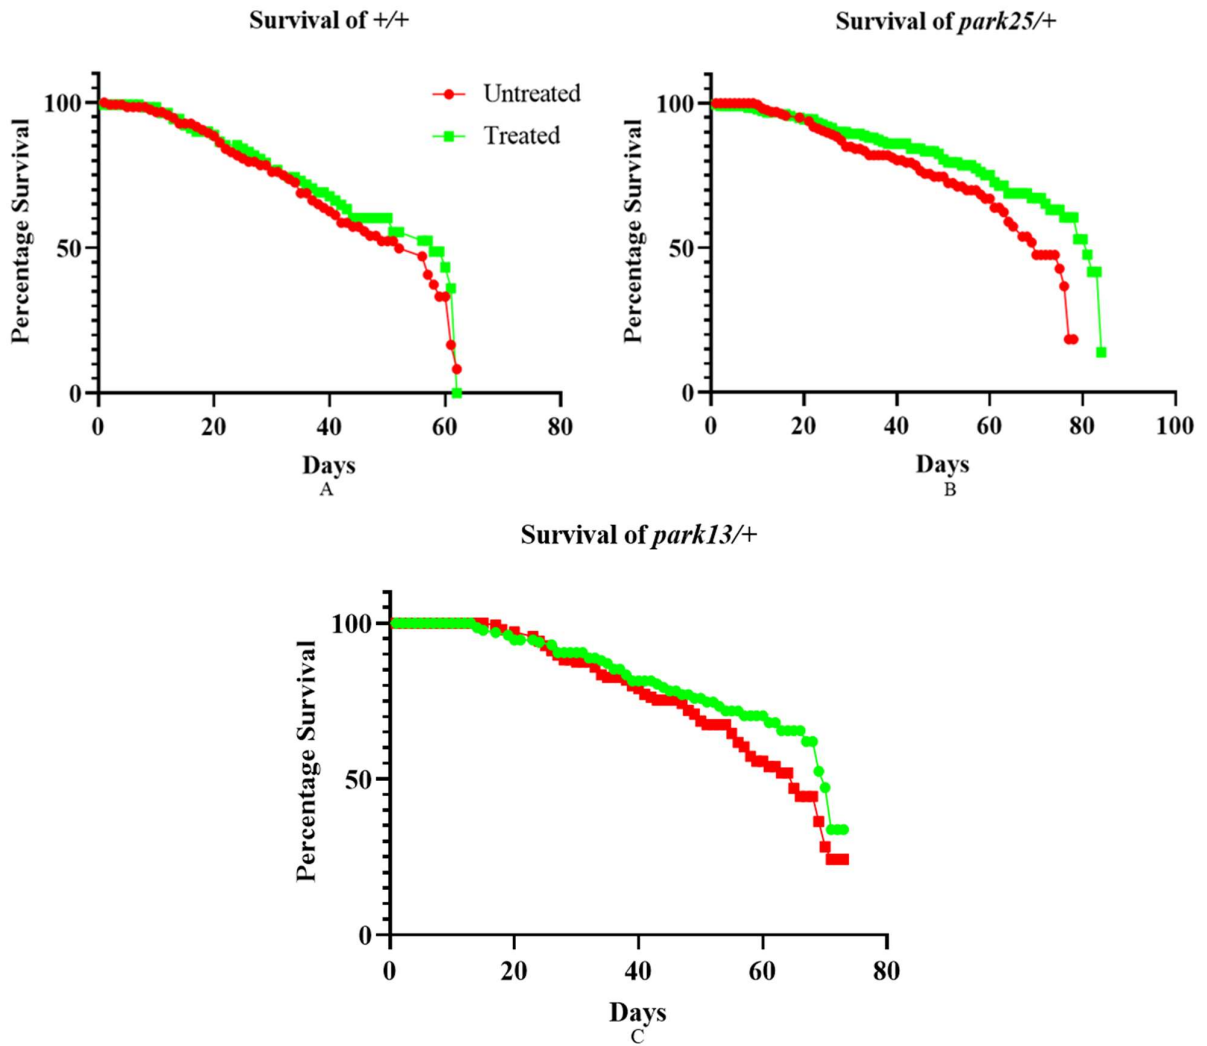 Survival of +/+
Percentage Survival
100
50
0
Untreated
Treated
0 20 40 60 80
Days
A
Survival of park25/+
Percentage Survival
100
50
0
0 20 40 60 80 100
Days
B
Survival of park13/+
Percentage Survival
100
50
0
0 20 40 60 80
Days
C